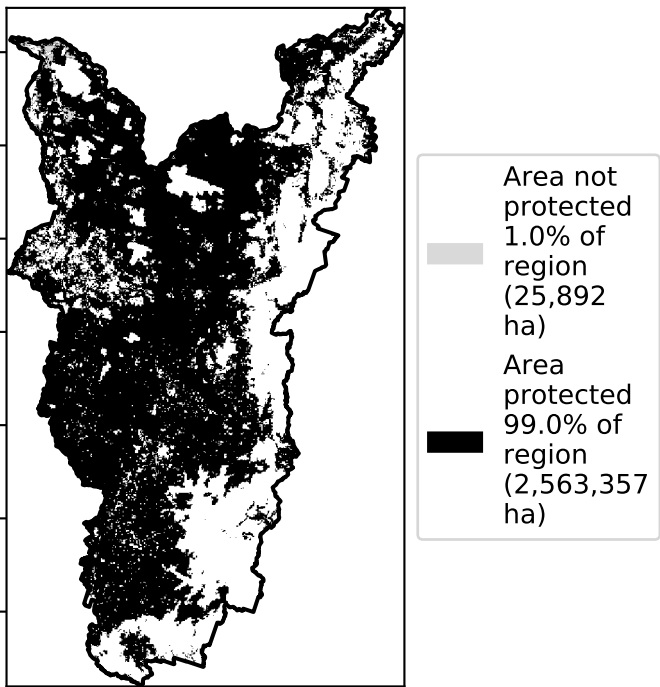 Area not
protected
1.0% of
region
(25,892
ha)
Area
protected
99.0% of
region
(2,563,357
ha)